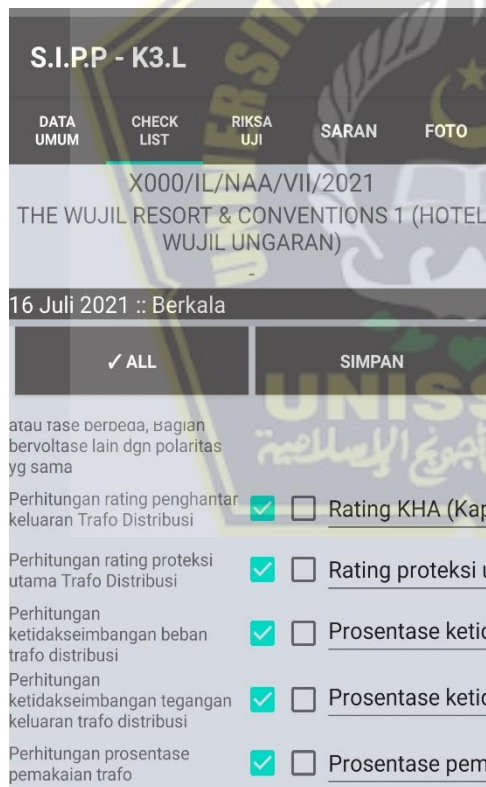 S.I.P.P - K3.L
DATA UMUM
CHECK LIST
RIKSA UJI
SARAN
FOTO
X000/IL/NAA/VII/2021
THE WUJIL RESORT & CONVENTIONS 1 (HOTEL
WUJIL UNGARAN)
-
16 Juli 2021 :: Berkala
✓ ALL
SIMPAN
atau fase berbeda, Bagian
bervoltase lain dgn polaritas
yg sama
Perhitungan rating penghantar
keluaran Trafo Distribusi
Rating KHA (Kap
Perhitungan rating proteksi
utama Trafo Distribusi
Rating proteksi u
Perhitungan
ketidakseimbangan beban
trafo distribusi
Prosentase ketid
Perhitungan
ketidakseimbangan tegangan
keluaran trafo distribusi
Prosentase ketid
Perhitungan prosentase
pemakaian trafo
Prosentase pem
UNISS